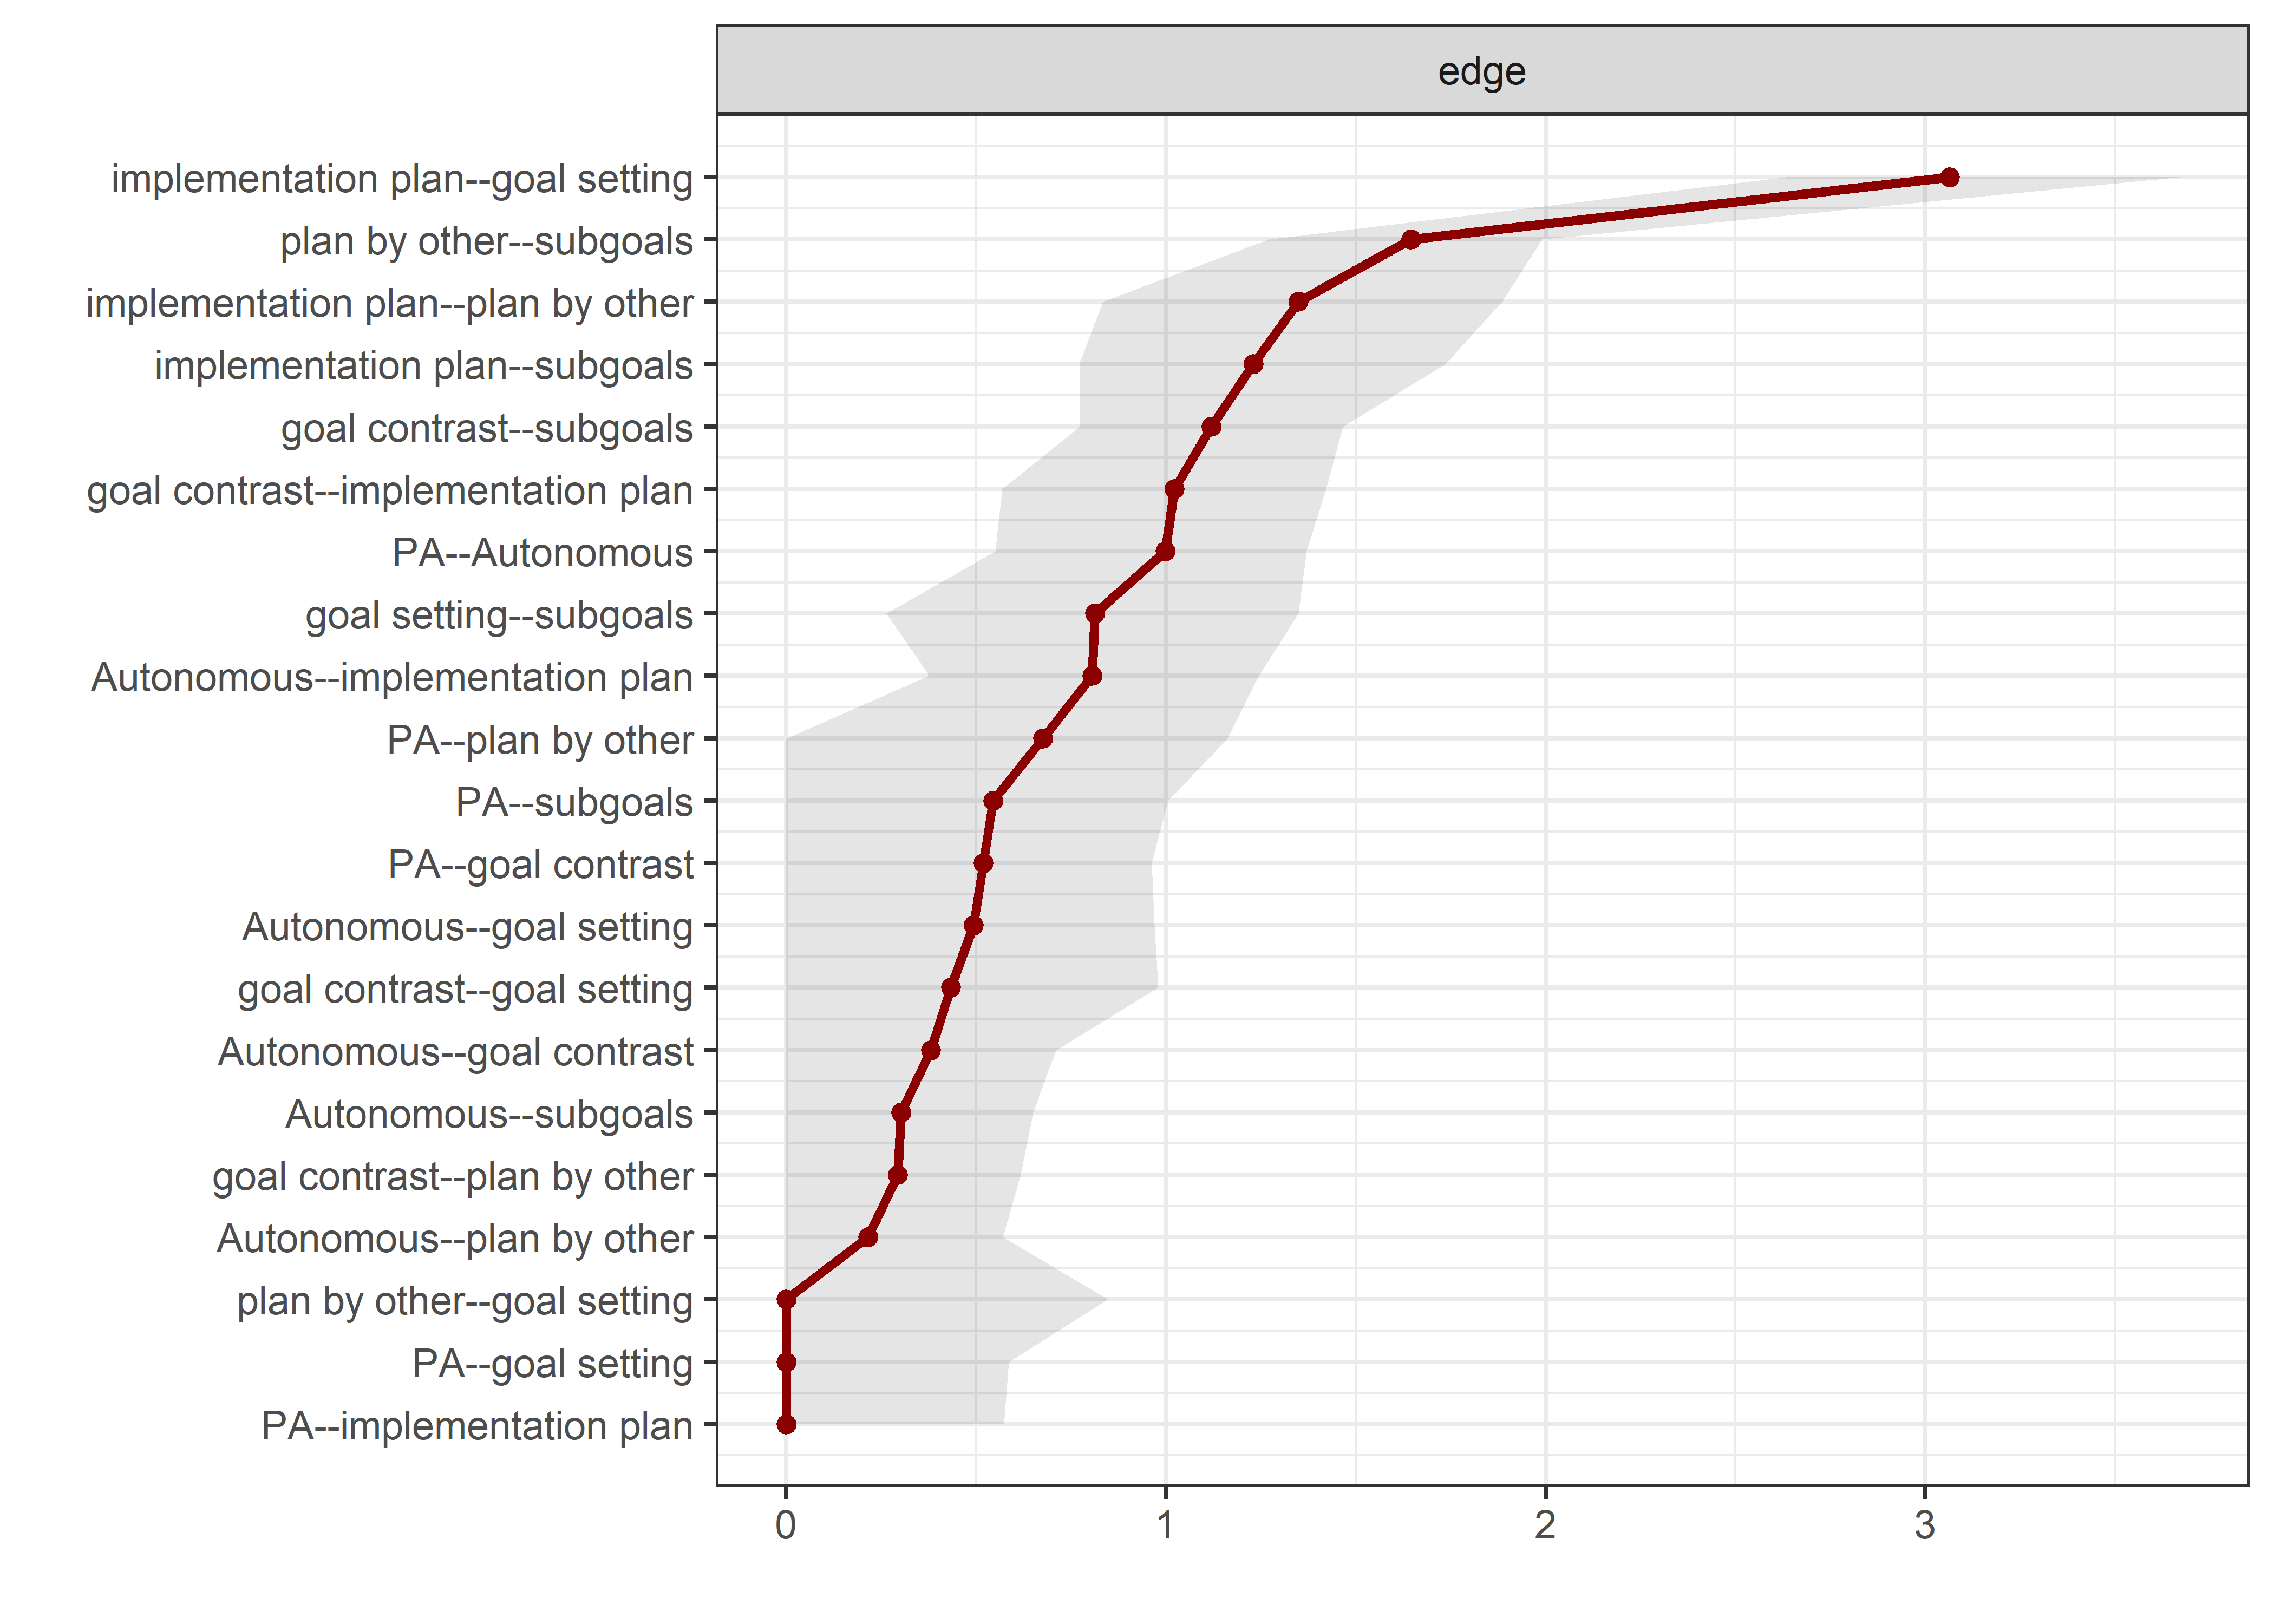 edge
implementation plan--goal setting
plan by other--subgoals
implementation plan--plan by other
implementation plan--subgoals
goal contrast--subgoals
goal contrast--implementation plan
PA--Autonomous
goal setting--subgoals
Autonomous--implementation plan
PA--plan by other
PA--subgoals
PA--goal contrast
Autonomous--goal setting
goal contrast--goal setting
Autonomous--goal contrast
Autonomous--subgoals
goal contrast--plan by other
Autonomous--plan by other
plan by other--goal setting
PA--goal setting
PA--implementation plan
0 1 2 3